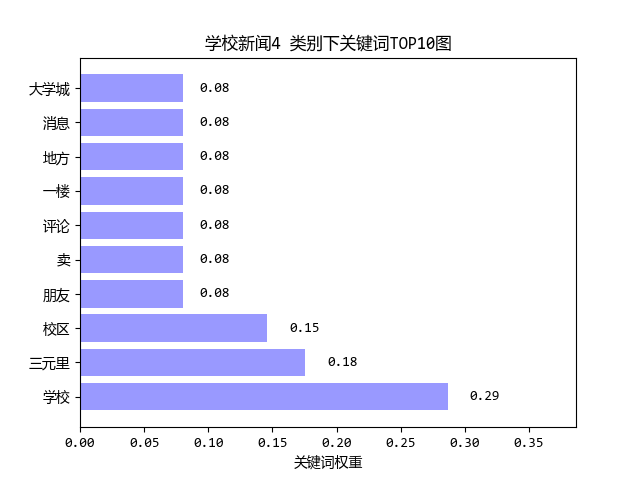 学校新闻4 类别下关键词TOP10图
大学城 0.08
消息 0.08
地方 0.08
一楼 0.08
评论 0.08
卖 0.08
朋友 0.08
校区 0.15
三元里 0.18
学校 0.29
0.00 0.05 0.10 0.15 0.20 0.25 0.30 0.35
关键词权重